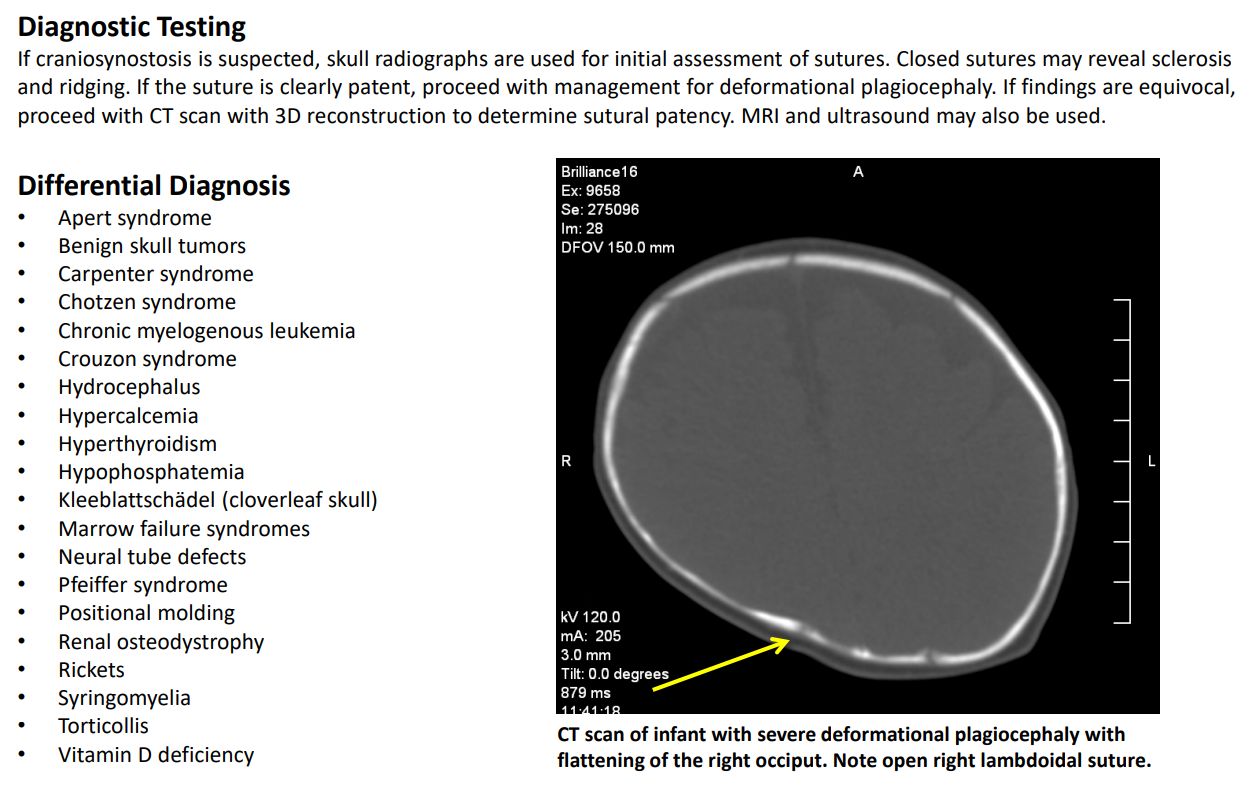 Diagnostic Testing
If craniosynostosis is suspected, skull radiographs are used for initial assessment of sutures. Closed sutures may reveal sclerosis
and ridging. If the suture is clearly patent, proceed with management for deformational plagiocephaly. If findings are equivocal,
proceed with CT scan with 3D reconstruction to determine sutural patency. MRI and ultrasound may also be used.
Differential Diagnosis
• Apert syndrome
• Benign skull tumors
• Carpenter syndrome
• Chotzen syndrome
• Chronic myelogenous leukemia
• Crouzon syndrome
• Hydrocephalus
• Hypercalcemia
• Hyperthyroidism
• Hypophosphatemia
• Kleeblattschädel (cloverleaf skull)
• Marrow failure syndromes
• Neural tube defects
• Pfeiffer syndrome
• Positional molding
• Renal osteodystrophy
• Rickets
• Syringomyelia
• Torticollis
• Vitamin D deficiency
Brilliance16
Ex: 9658
Se: 275096
Im: 28
DFOV 150.0 mm
A
R
L
kV 120.0
mA: 205
3.0 mm
Tilt: 0.0 degrees
879 ms
11:41:18
CT scan of infant with severe deformational plagiocephaly with
flattening of the right occiput. Note open right lambdoidal suture.